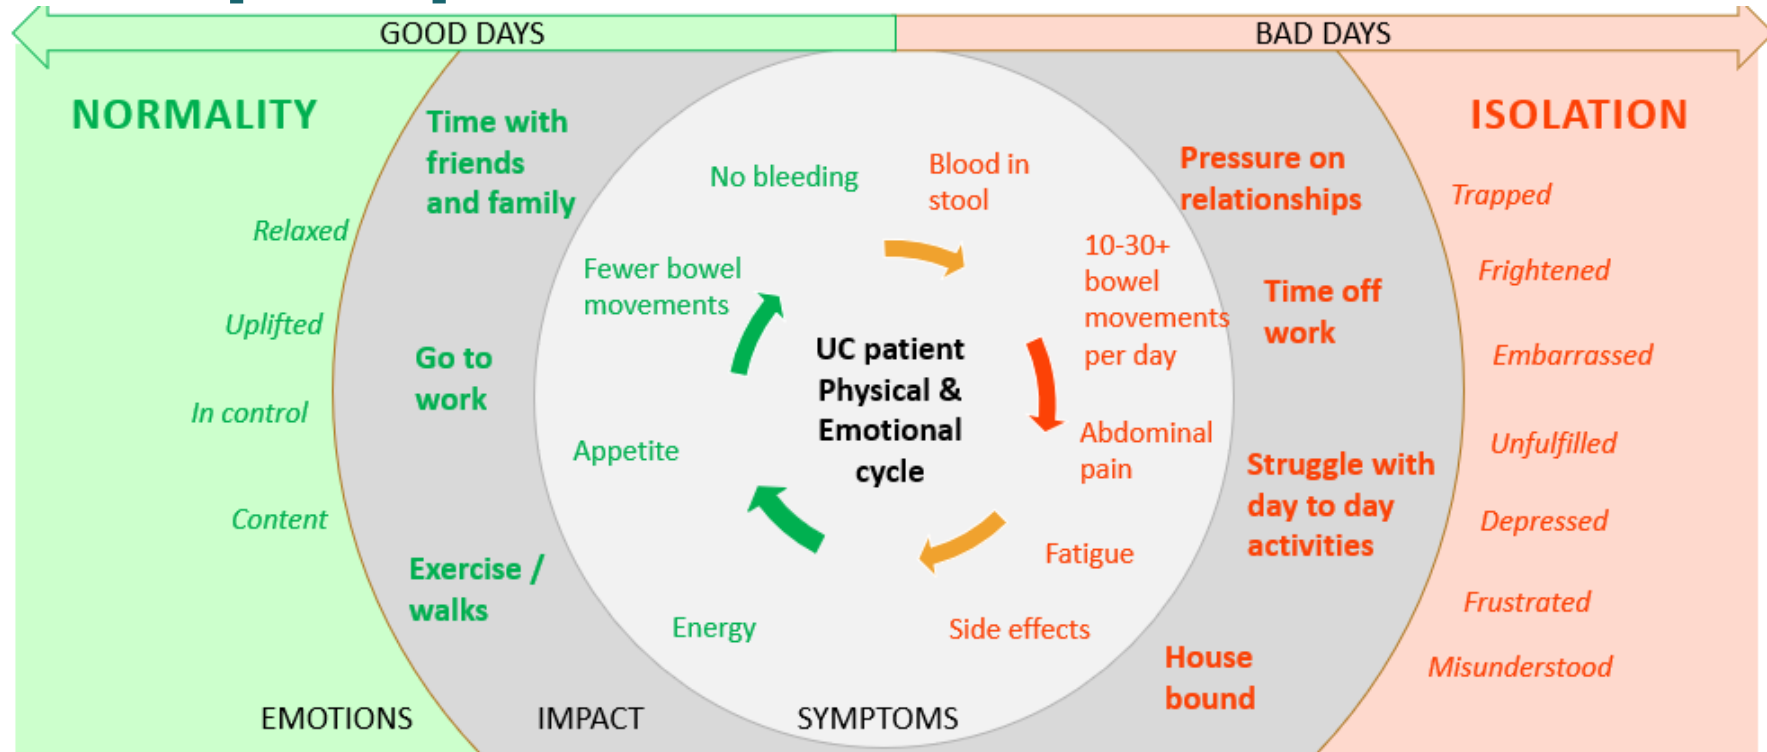 GOOD DAYS
BAD DAYS
NORMALITY
ISOLATION
Time with
friends
and family
Go to
work
Exercise /
walks
Relaxed
Uplifted
In control
Content
No bleeding
Fewer bowel
movements
Appetite
Energy
UC patient
Physical &
Emotional
cycle
Blood in
stool
10-30+
bowel
movements
per day
Abdominal
pain
Fatigue
Side effects
Pressure on
relationships
Time off
work
Struggle with
day to day
activities
House
bound
Trapped
Frightened
Embarrassed
Unfulfilled
Depressed
Frustrated
Misunderstood
EMOTIONS
IMPACT
SYMPTOMS